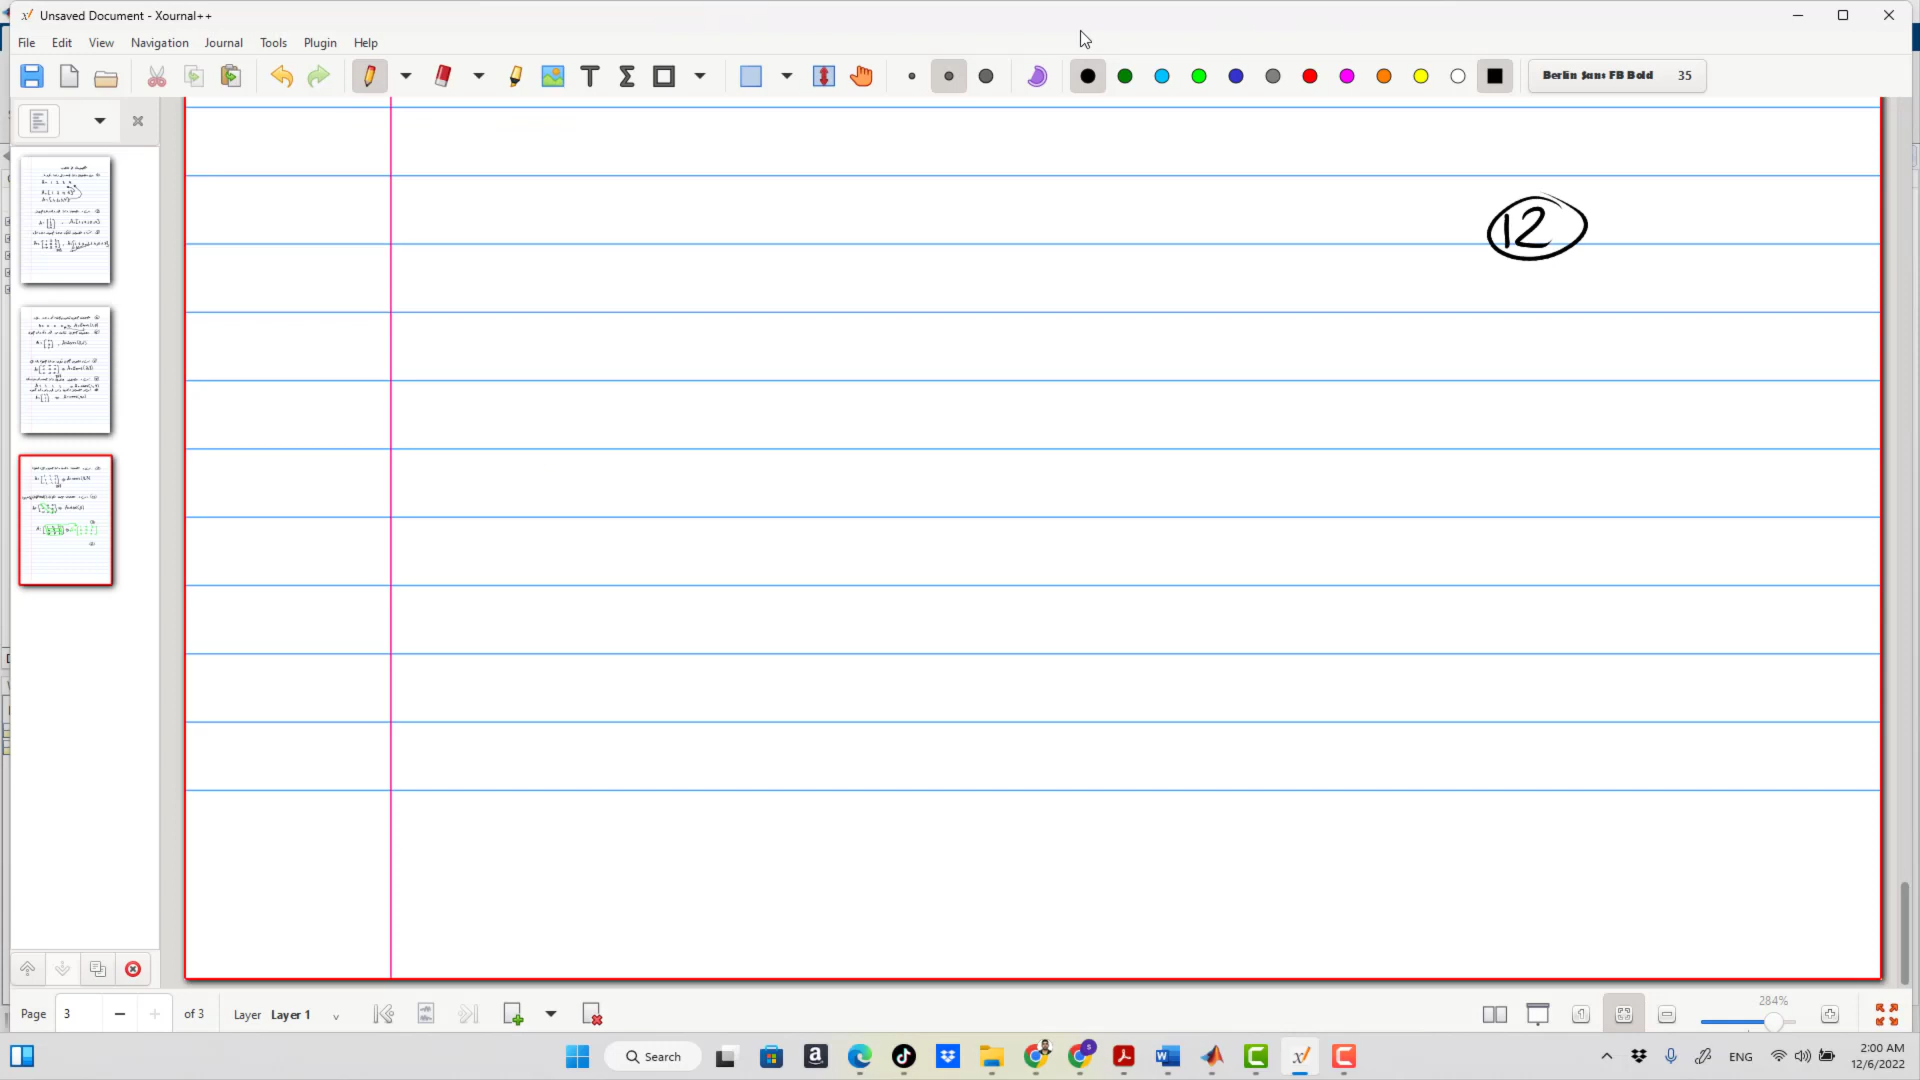 Unsaved Document - Xournal++
File Edit View Navigation Journal Tools Plugin Help
Berlin Sans FB Bold 35
12
284%
Page 3 of 3 Layer Layer 1
Search
ENG
2:00 AM
12/6/2022